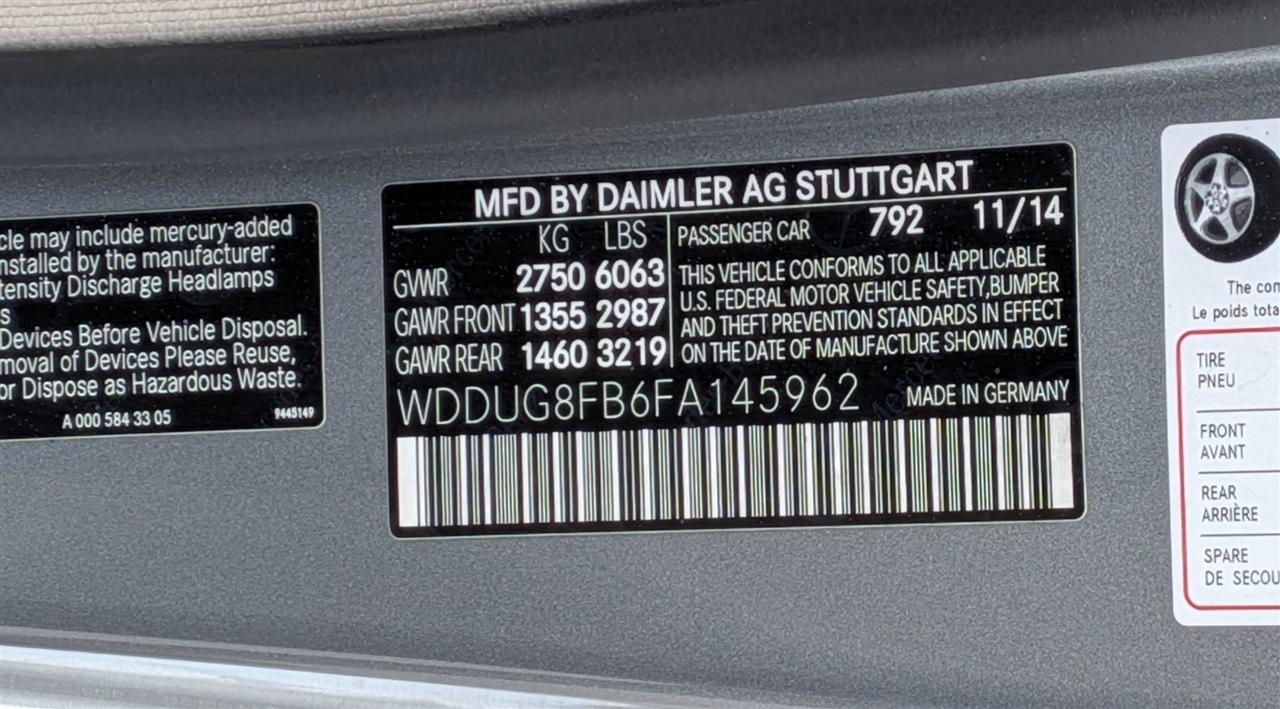 cle may include mercury-added
nstalled by the manufacturer:
tensity Discharge Headlamps
s
Devices Before Vehicle Disposal.
moval of Devices Please Reuse,
or Dispose as Hazardous Waste.
A 000 584 33 05 9445149
MFD BY DAIMLER AG STUTTGART
KG LBS
GVWR 2750 6063
GAWR FRONT 1355 2987
GAWR REAR 1460 3219
PASSENGER CAR 792 11/14
THIS VEHICLE CONFORMS TO ALL APPLICABLE
U.S. FEDERAL MOTOR VEHICLE SAFETY,BUMPER
AND THEFT PREVENTION STANDARDS IN EFFECT
ON THE DATE OF MANUFACTURE SHOWN ABOVE
WDDUG8FB6FA145962 MADE IN GERMANY
The com
Le poids tota
TIRE
PNEU
FRONT
AVANT
REAR
ARRIÈRE
SPARE
DE SECOU